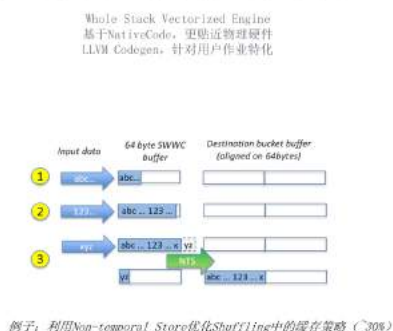 Whole Stack Vectorized Engine
基于NativeCode，更贴近物理硬件
LLVM Codegen，针对用户作业特化
Input data
64 byte SWWC buffer
Destination bucket buffer
(aligned on 64bytes)
1
abc...
abc...
2
123..
abc ... 123 ...
3
xyz
abc ... 123 ... x
yz
NTS
yz
abc ... 123 ... x
例子：利用Non-temporal Store优化Shuffling中的缓存策略（~30%）